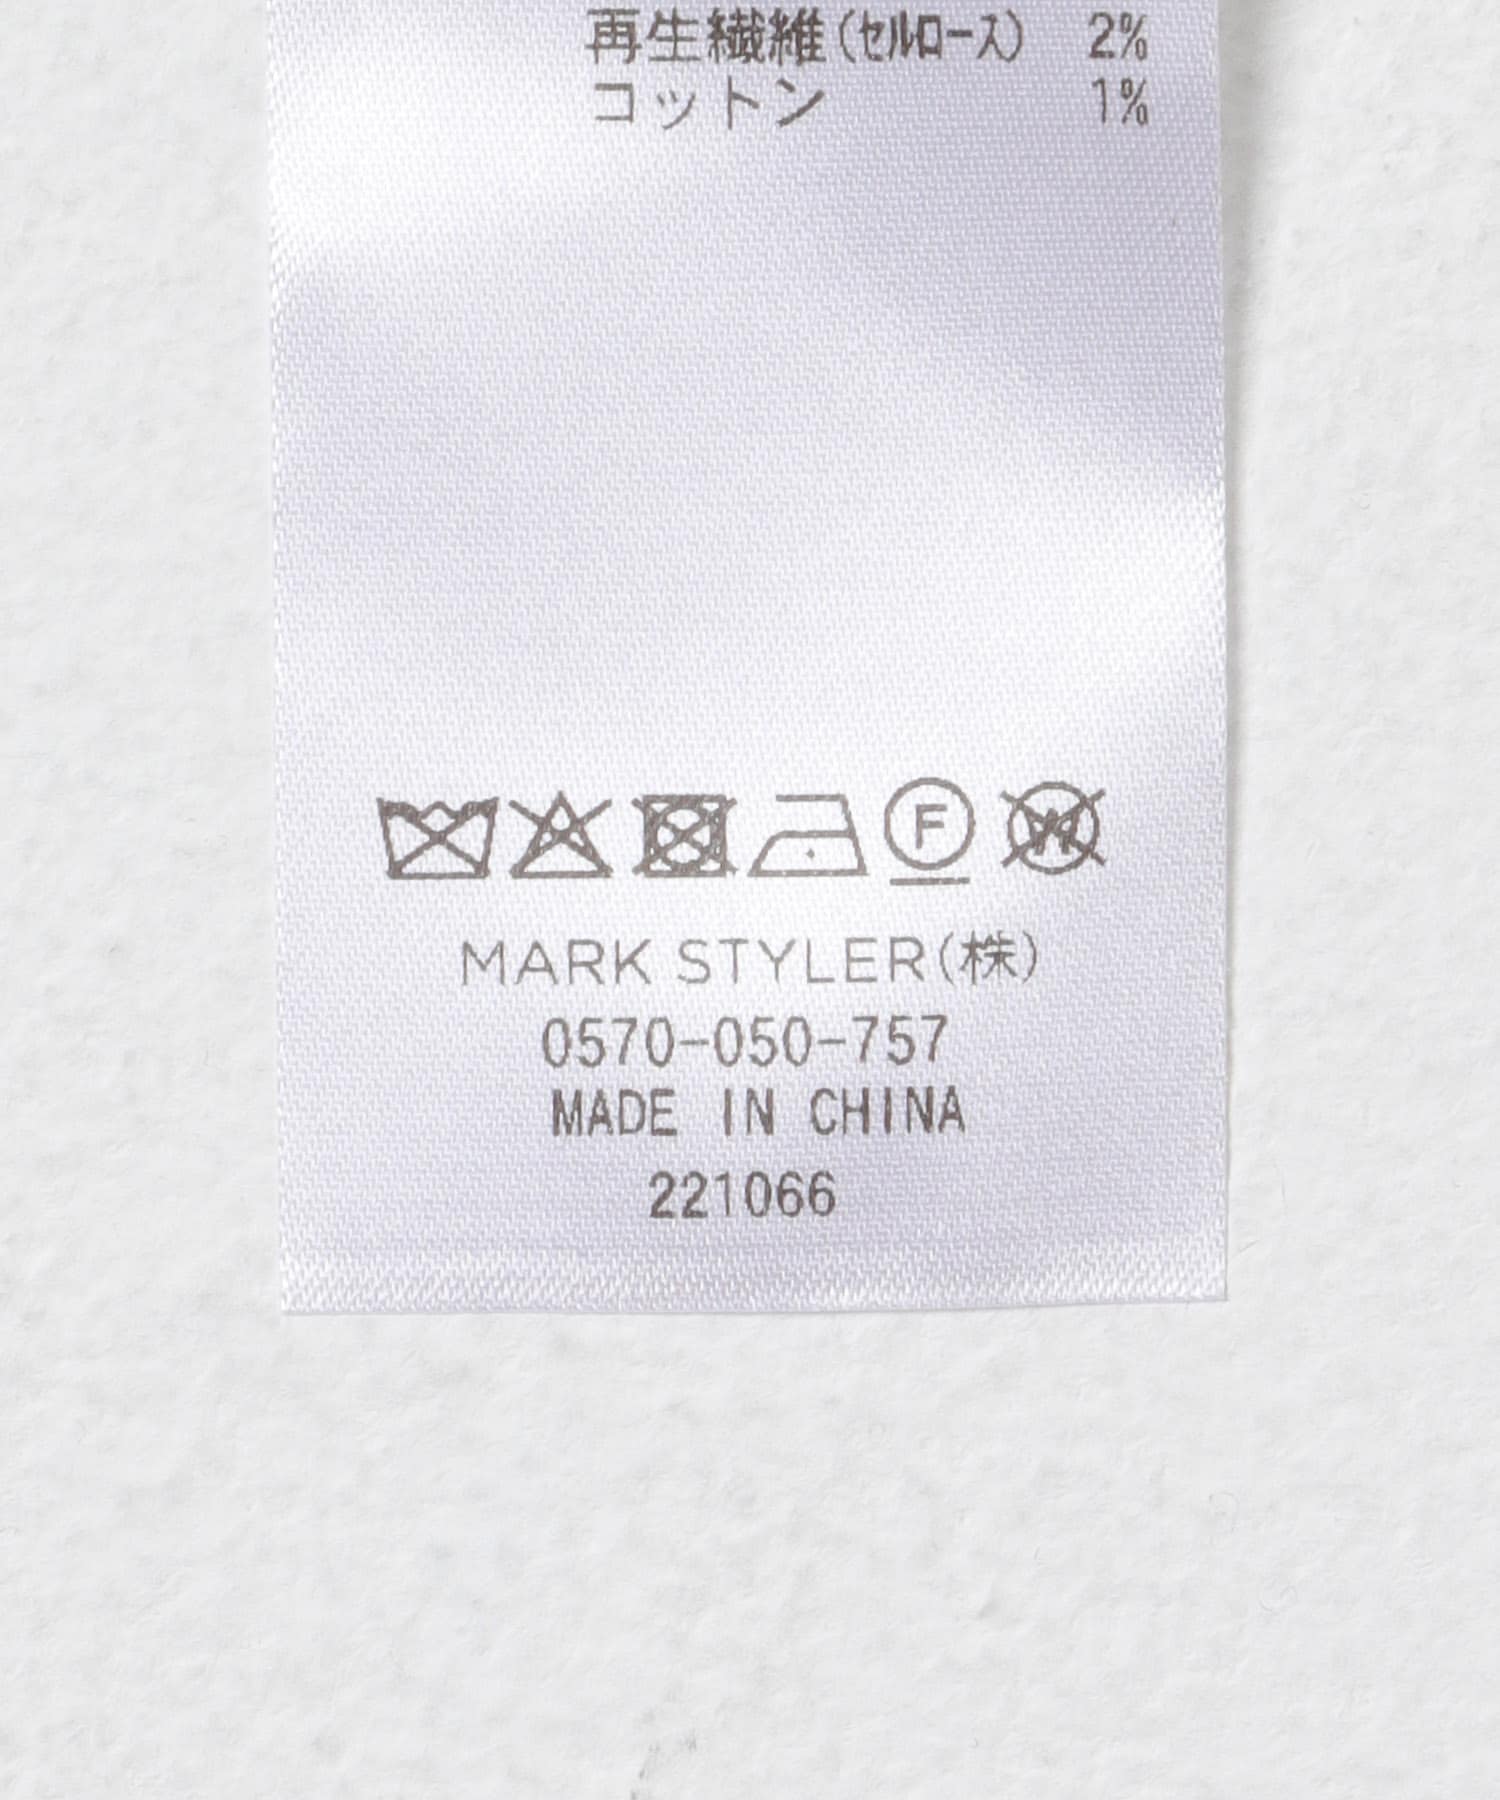 再生繊維(セルロース) 2%
コットン 1%
F W
MARK STYLER(株)
0570-050-757
MADE IN CHINA
221066